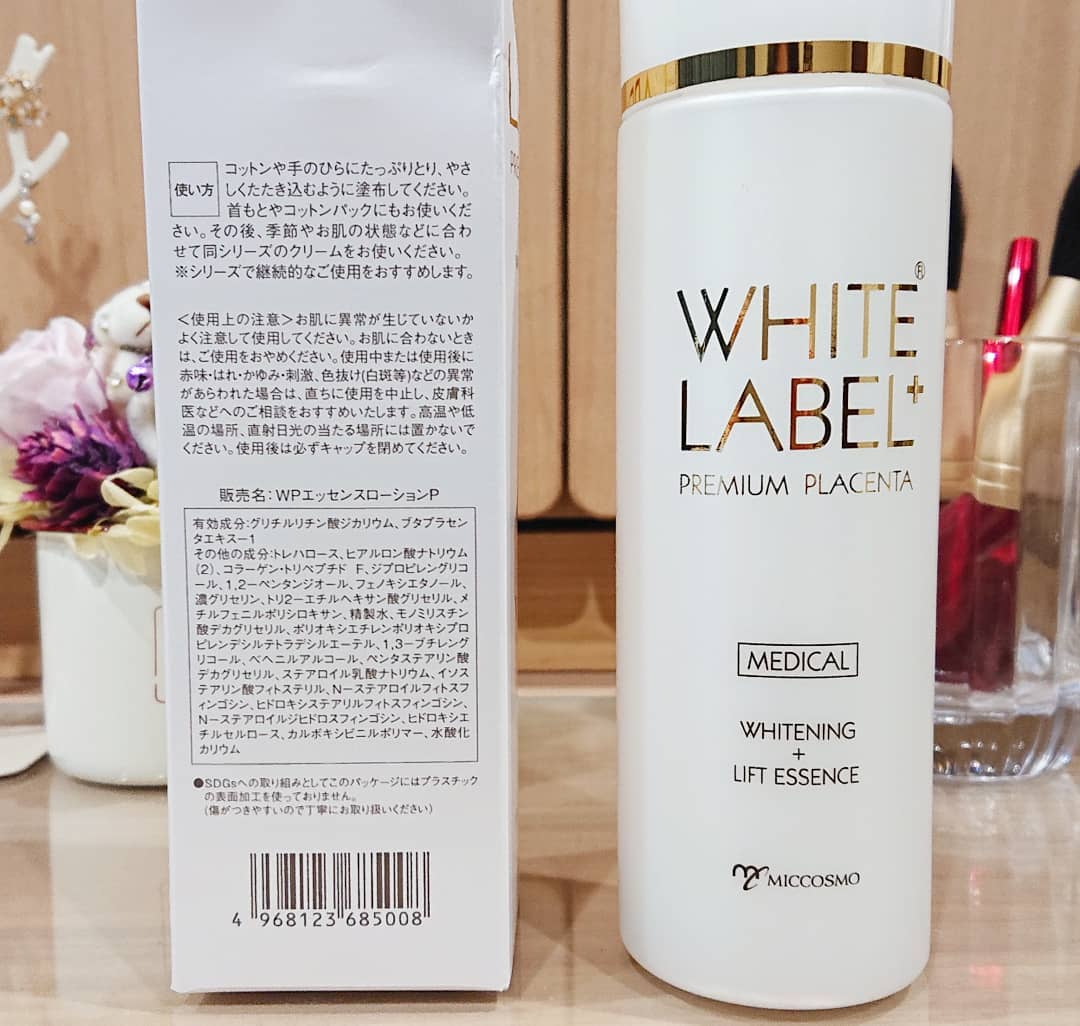 使い方
コットンや手のひらにたっぷりとり、やさ
しくたたき込むように塗布してください。
首もとやコットンパックにもお使いくだ
さい。その後、季節やお肌の状態などに合わ
せて同シリーズのクリームをお使いください。
※シリーズで継続的なご使用をおすすめします。
＜使用上の注意＞お肌に異常が生じていないか
よく注意して使用してください。お肌に合わないとき
は、ご使用をおやめください。使用中または使用後に
赤味・はれ・かゆみ・刺激、色抜け(白斑等)などの異常
があらわれた場合は、直ちに使用を中止し、皮膚科
医などへのご相談をおすすめいたします。高温や低
温の場所、直射日光の当たる場所には置かないで
ください。使用後は必ずキャップを閉めてください。
販売名：WPエッセンスローションP
有効成分:グリチルリチン酸ジカリウム、ブタプラセン
タエキス－1
その他の成分:トレハロース、ヒアルロン酸ナトリウム
(2)、コラーゲン・トリペプチド F、ジプロピレングリコ
ール、1,2－ペンタンジオール、フェノキシエタノール、
濃グリセリン、トリ2－エチルヘキサン酸グリセリル、メ
チルフェニルポリシロキサン、精製水、モノミリスチン
酸デカグリセリル、ポリオキシエチレンポリオキシプロ
ピレンデシルテトラデシルエーテル、1,3－ブチレング
リコール、ベヘニルアルコール、ペンタステアリン酸
デカグリセリル、ステアロイル乳酸ナトリウム、イソス
テアリン酸フィトステリル、N－ステアロイルフィトスフ
ィンゴシン、ヒドロキシステアリルフィトスフィンゴシン、
N－ステアロイルジヒドロスフィンゴシン、ヒドロキシエ
チルセルロース、カルボキシビニルポリマー、水酸化
カリウム
●SDGsへの取り組みとしてこのパッケージにはプラスチック
の表面加工を使っておりません。
(傷がつきやすいので丁寧にお取り扱いください)
4 968123 685008
WHITE®
LABEL+
PREMIUM PLACENTA
MEDICAL
WHITENING
+
LIFT ESSENCE
MICCOSMO